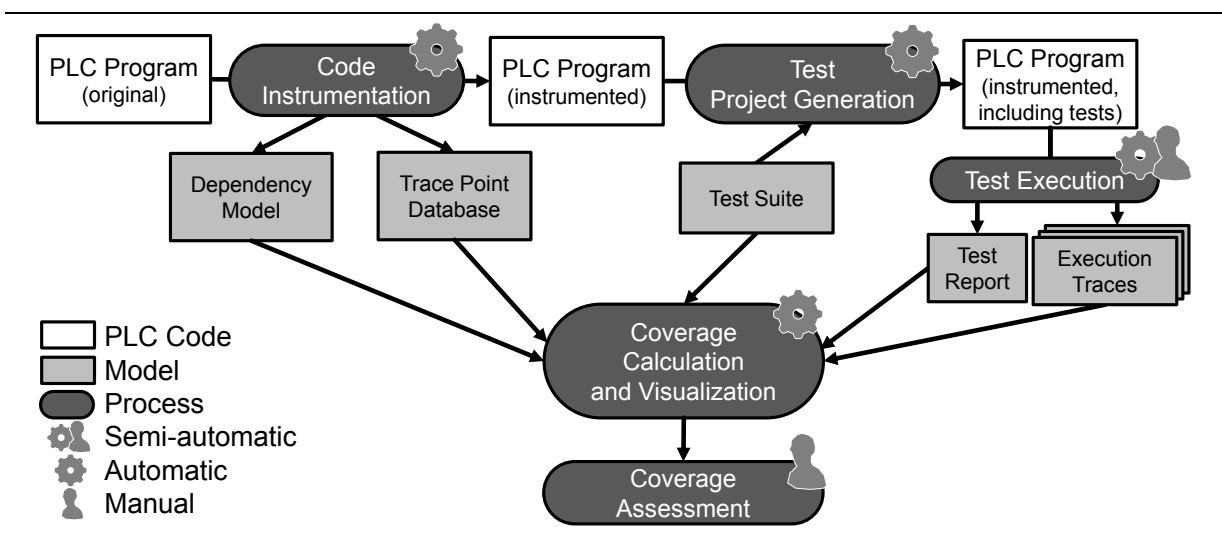 PLC Program
(original)
Code
Instrumentation
PLC Program
(instrumented)
Test
Project Generation
PLC Program
(instrumented,
including tests)
Dependency
Model
Trace Point
Database
Test Suite
Test Execution
Test
Report
Execution
Traces
Coverage
Calculation
and Visualization
Coverage
Assessment
PLC Code
Model
Process
Semi-automatic
Automatic
Manual